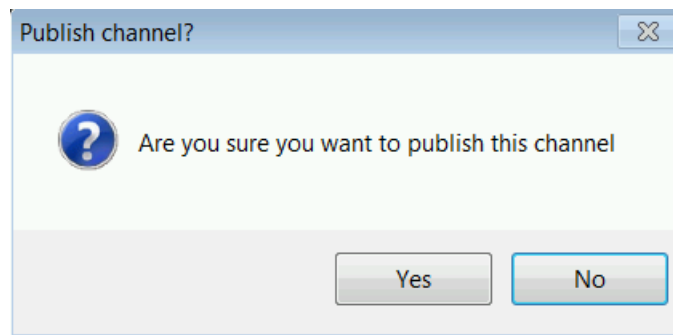 Publish channel?
Are you sure you want to publish this channel
Yes No